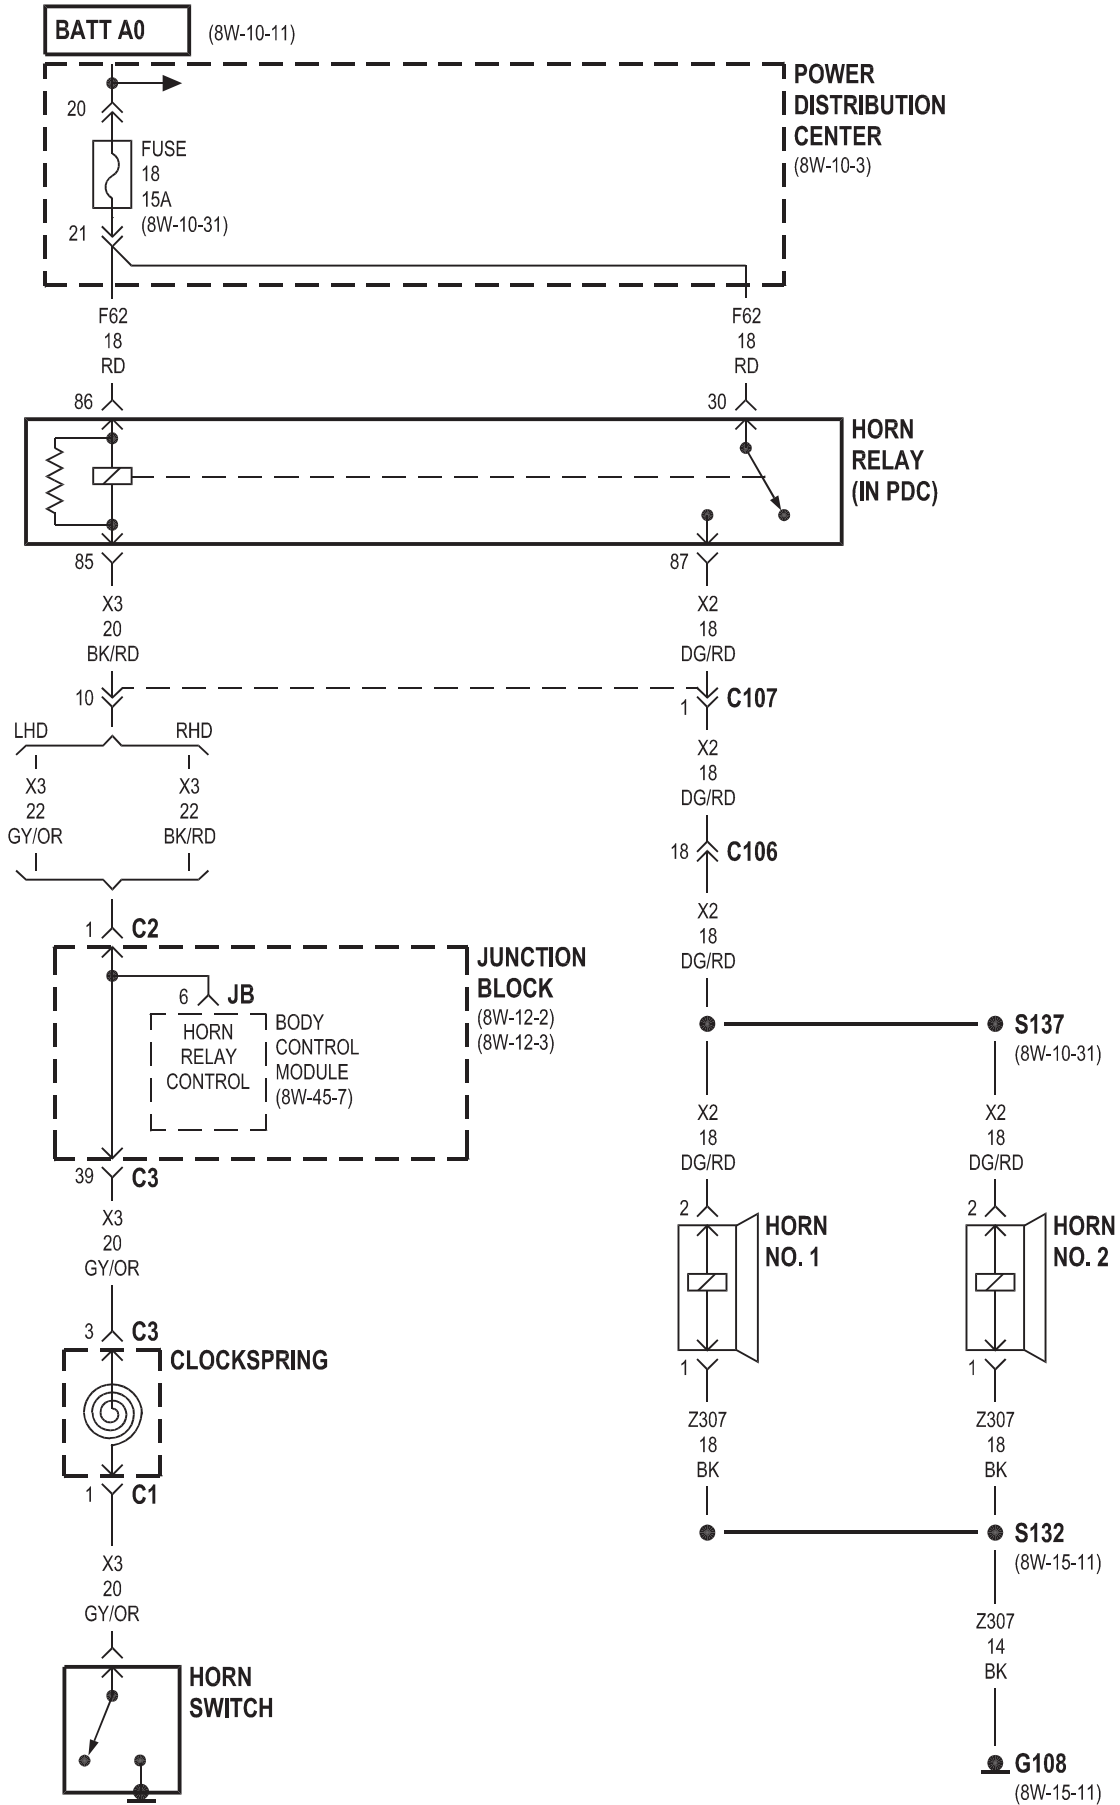 BATT A0
(8W-10-11)
POWER
DISTRIBUTION
CENTER
(8W-10-3)
20
FUSE
18
15A
(8W-10-31)
21
F62
18
RD
F62
18
RD
86
30
HORN
RELAY
(IN PDC)
85
87
X3
20
BK/RD
X2
18
DG/RD
10
1
C107
LHD
RHD
X3
22
GY/OR
X3
22
BK/RD
X2
18
DG/RD
18
C106
1
C2
X2
18
DG/RD
JUNCTION
BLOCK
(8W-12-2)
(8W-12-3)
6
JB
HORN
RELAY
CONTROL
BODY
CONTROL
MODULE
(8W-45-7)
S137
(8W-10-31)
X2
18
DG/RD
X2
18
DG/RD
39
C3
X3
20
GY/OR
2
HORN
NO. 1
2
HORN
NO. 2
3
C3
CLOCKSPRING
1
1
Z307
18
BK
Z307
18
BK
1
C1
S132
(8W-15-11)
X3
20
GY/OR
Z307
14
BK
HORN
SWITCH
G108
(8W-15-11)